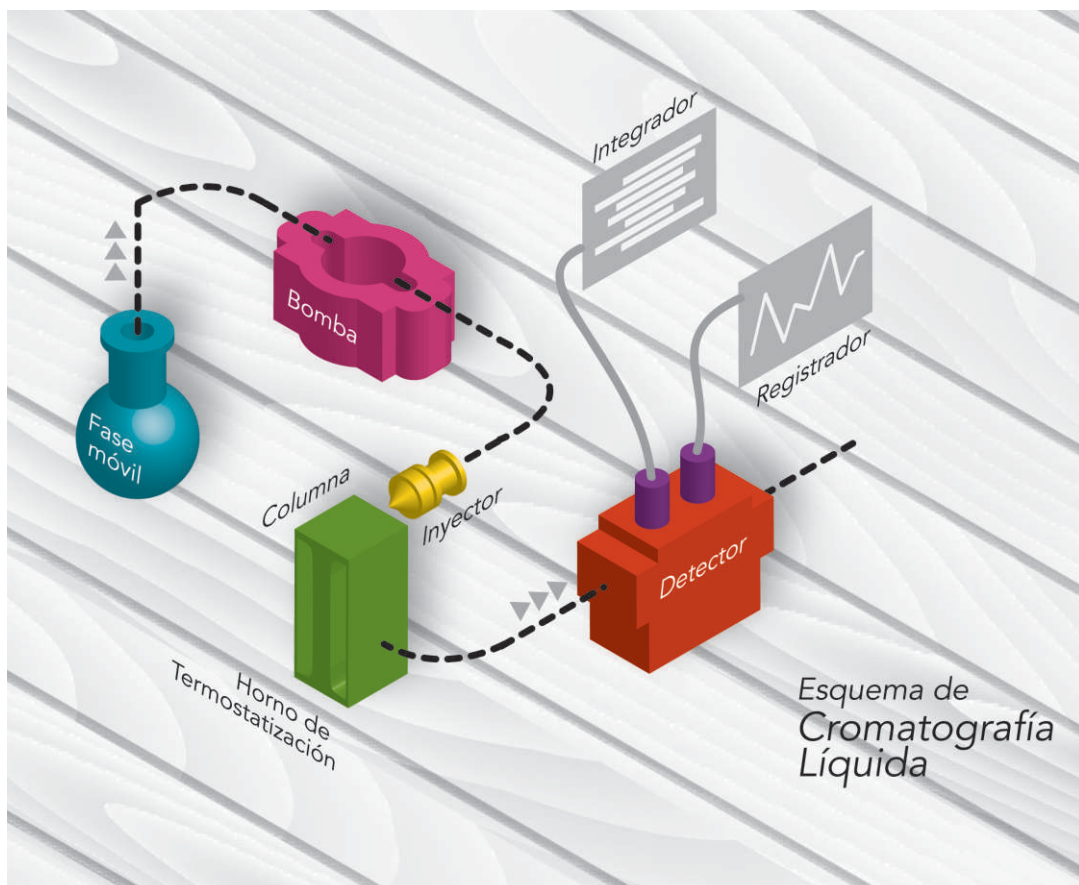 Integrador
Bomba
Registrador
Fase
móvil
Columna
Inyector
Detector
Horno de
Termostatización
Esquema de
Cromatografía
Líquida